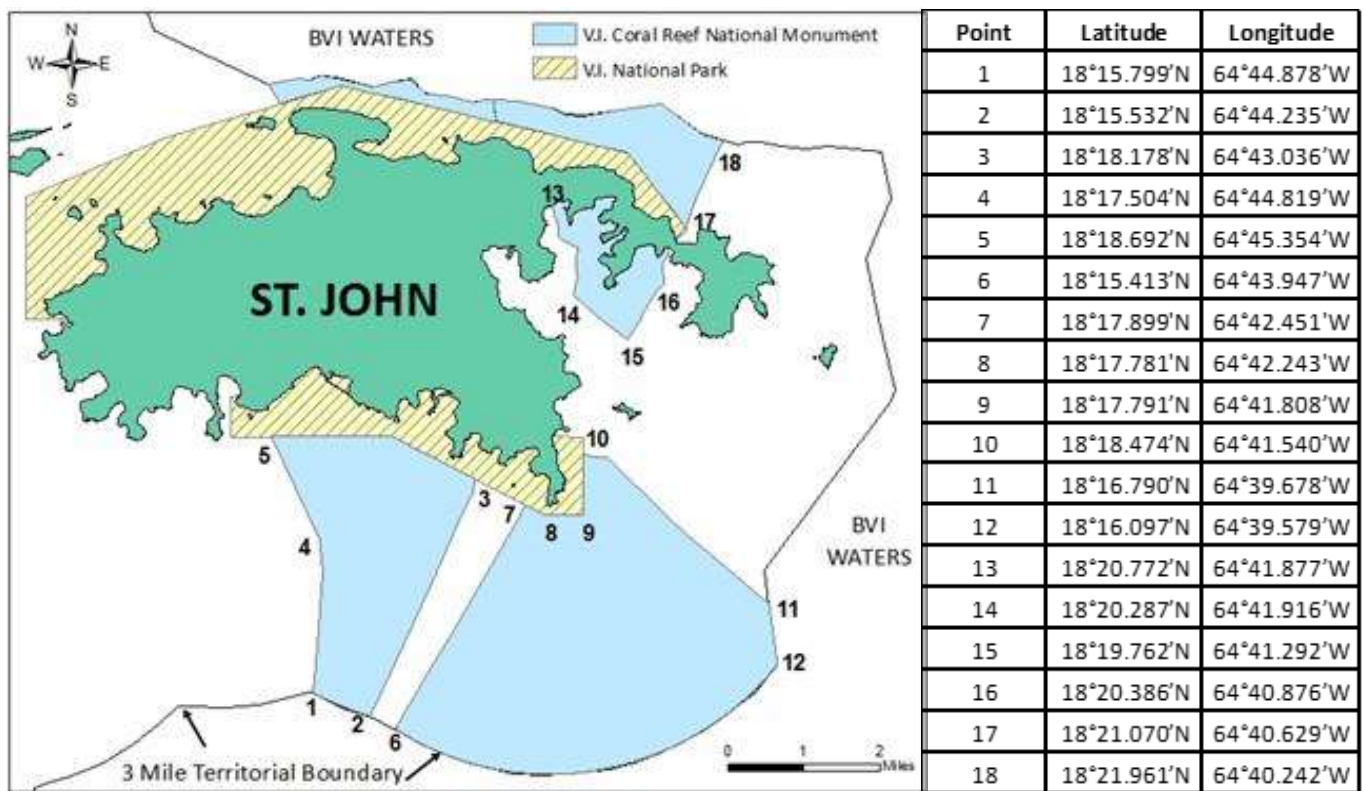 N
W E
S
BVI WATERS
V.I. Coral Reef National Monument
V.I. National Park
18
13
17
ST. JOHN
14
16
15
5
10
3
7
8
9
4
BVI
WATERS
11
12
1
2
6
3 Mile Territorial Boundary
0 1 2
Miles
Point Latitude Longitude
1 18°15.799'N 64°44.878'W
2 18°15.532'N 64°44.235'W
3 18°18.178'N 64°43.036'W
4 18°17.504'N 64°44.819'W
5 18°18.692'N 64°45.354'W
6 18°15.413'N 64°43.947'W
7 18°17.899'N 64°42.451'W
8 18°17.781'N 64°42.243'W
9 18°17.791'N 64°41.808'W
10 18°18.474'N 64°41.540'W
11 18°16.790'N 64°39.678'W
12 18°16.097'N 64°39.579'W
13 18°20.772'N 64°41.877'W
14 18°20.287'N 64°41.916'W
15 18°19.762'N 64°41.292'W
16 18°20.386'N 64°40.876'W
17 18°21.070'N 64°40.629'W
18 18°21.961'N 64°40.242'W